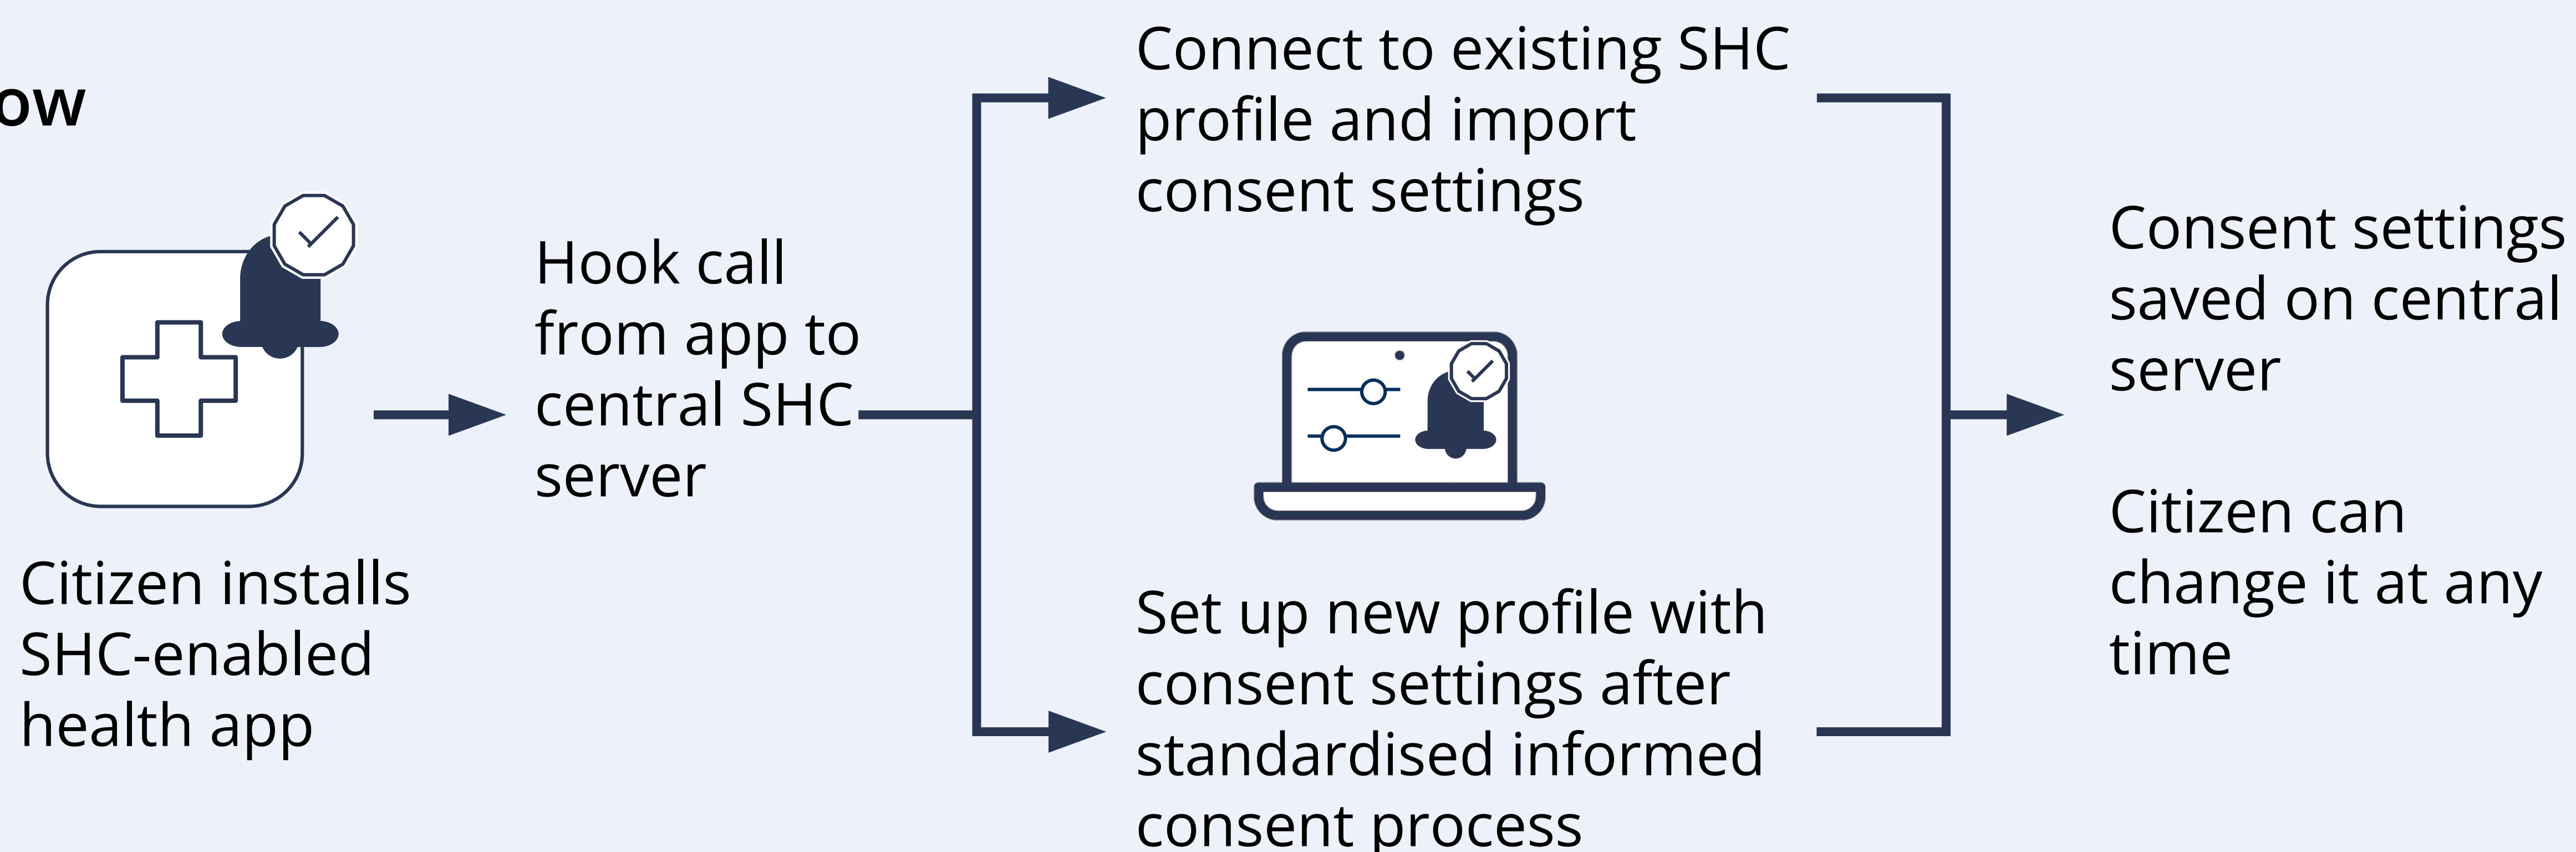 ow
Citizen installs
SHC-enabled
health app
Hook call
from app to
central SHC
server
Connect to existing SHC
profile and import
consent settings
Set up new profile with
consent settings after
standardised informed
consent process
Consent settings
saved on central
server
Citizen can
change it at any
time